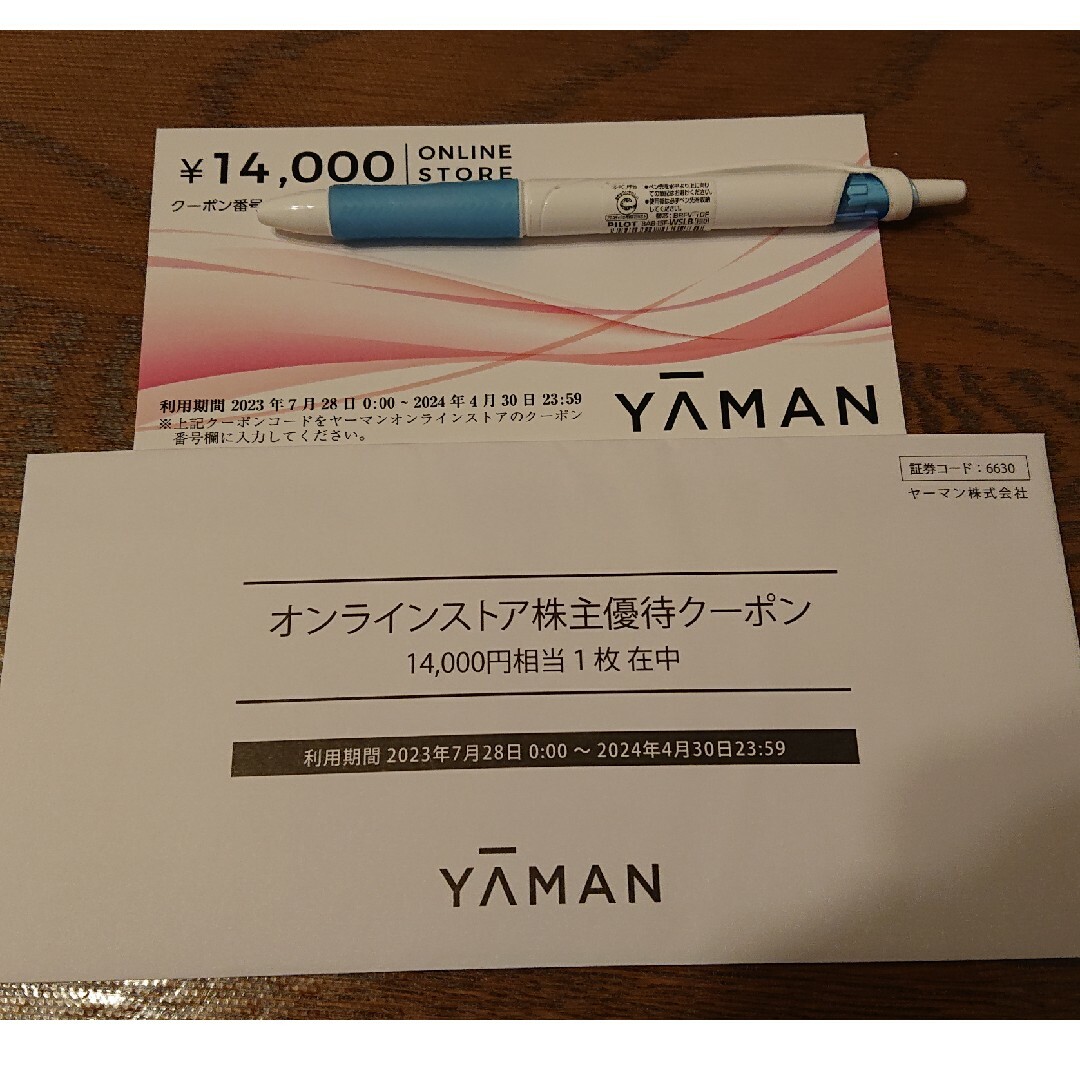 ¥14,000 ONLINE
STORE
クーポン番号
PILOT
利用期間 2023年7月28日 0:00 ~ 2024年4月30日 23:59
※上記クーポンコードをヤーマンオンラインストアのクーポン
番号欄に入力してください。
YĀMAN
証券コード：6630
ヤーマン株式会社
オンラインストア株主優待クーポン
14,000円相当1枚 在中
利用期間 2023年7月28日 0:00 〜 2024年4月30日23:59
YĀMAN